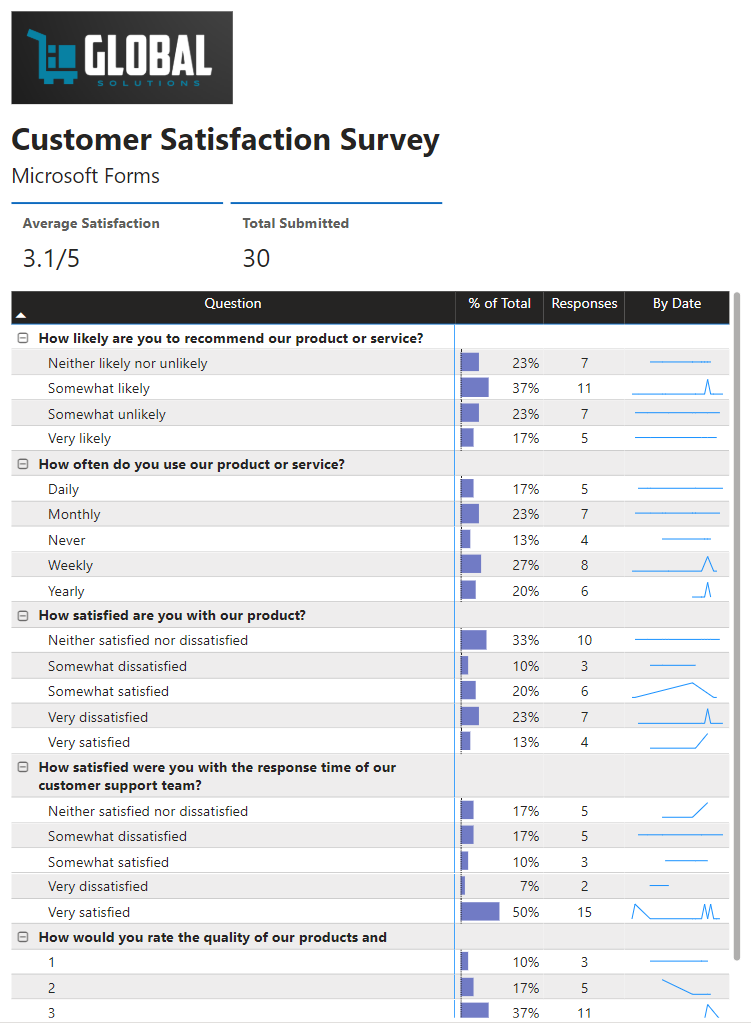 GLOBAL
SOLUTIONS
Customer Satisfaction Survey
Microsoft Forms
Average Satisfaction Total Submitted
3.1/5 30
Question % of Total Responses By Date
How likely are you to recommend our product or service?
Neither likely nor unlikely 23% 7
Somewhat likely 37% 11
Somewhat unlikely 23% 7
Very likely 17% 5
How often do you use our product or service?
Daily 17% 5
Monthly 23% 7
Never 13% 4
Weekly 27% 8
Yearly 20% 6
How satisfied are you with our product?
Neither satisfied nor dissatisfied 33% 10
Somewhat dissatisfied 10% 3
Somewhat satisfied 20% 6
Very dissatisfied 23% 7
Very satisfied 13% 4
How satisfied were you with the response time of our
customer support team?
Neither satisfied nor dissatisfied 17% 5
Somewhat dissatisfied 17% 5
Somewhat satisfied 10% 3
Very dissatisfied 7% 2
Very satisfied 50% 15
How would you rate the quality of our products and
1 10% 3
2 17% 5
3 37% 11